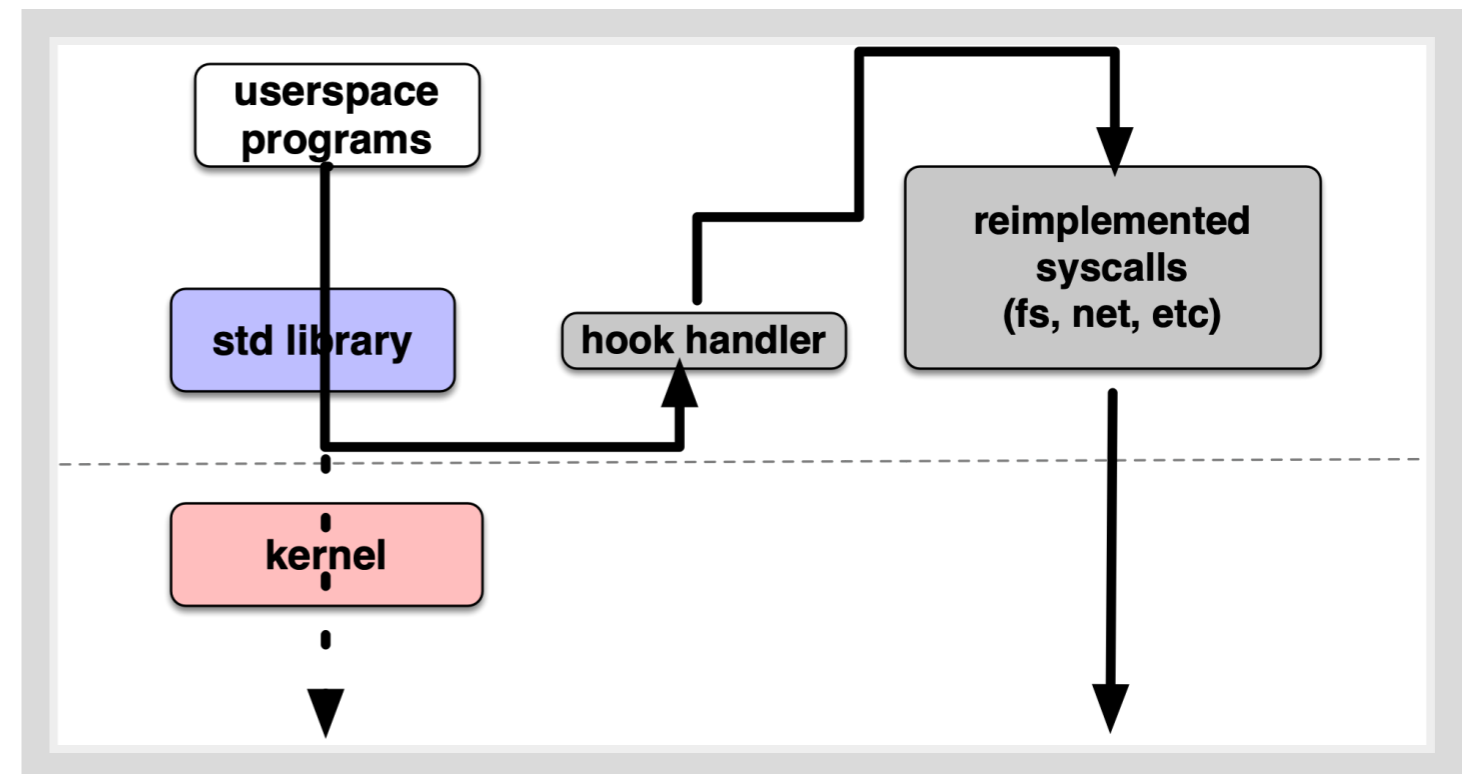 userspace
programs
std library
hook handler
reimplemented
syscalls
(fs, net, etc)
kernel